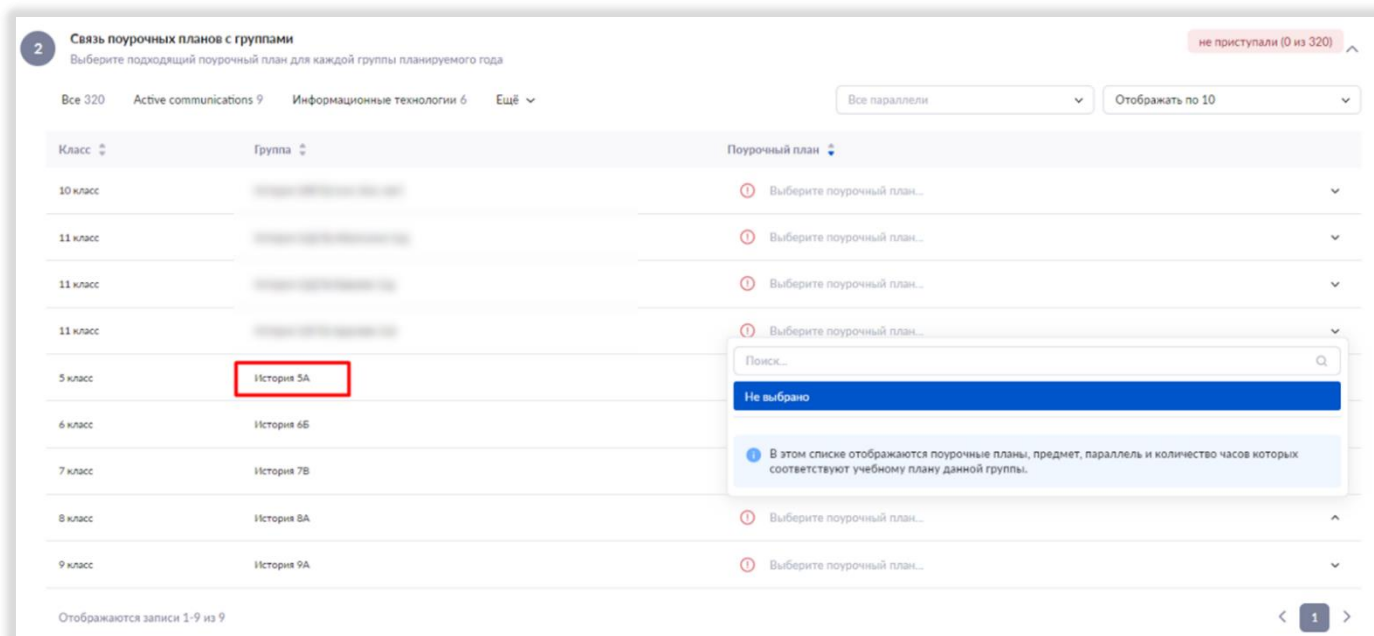 2
Связь поурочных планов с группами
Выберите подходящий поурочный план для каждой группы планируемого года
не приступали (0 из 320)
Все 320 Active communications 9 Информационные технологии 6 Ещё
Все параллели
Отображать по 10
Класс Группа Поурочный план
10 класс Выберите поурочный план...
11 класс Выберите поурочный план...
11 класс Выберите поурочный план...
11 класс Выберите поурочный план...
Поиск...
5 класс История 5А
Не выбрано
6 класс История 6Б
В этом списке отображаются поурочные планы, предмет, параллель и количество часов которых
соответствуют учебному плану данной группы.
7 класс История 7В
8 класс История 8А Выберите поурочный план...
9 класс История 9А Выберите поурочный план...
Отображаются записи 1-9 из 9
1